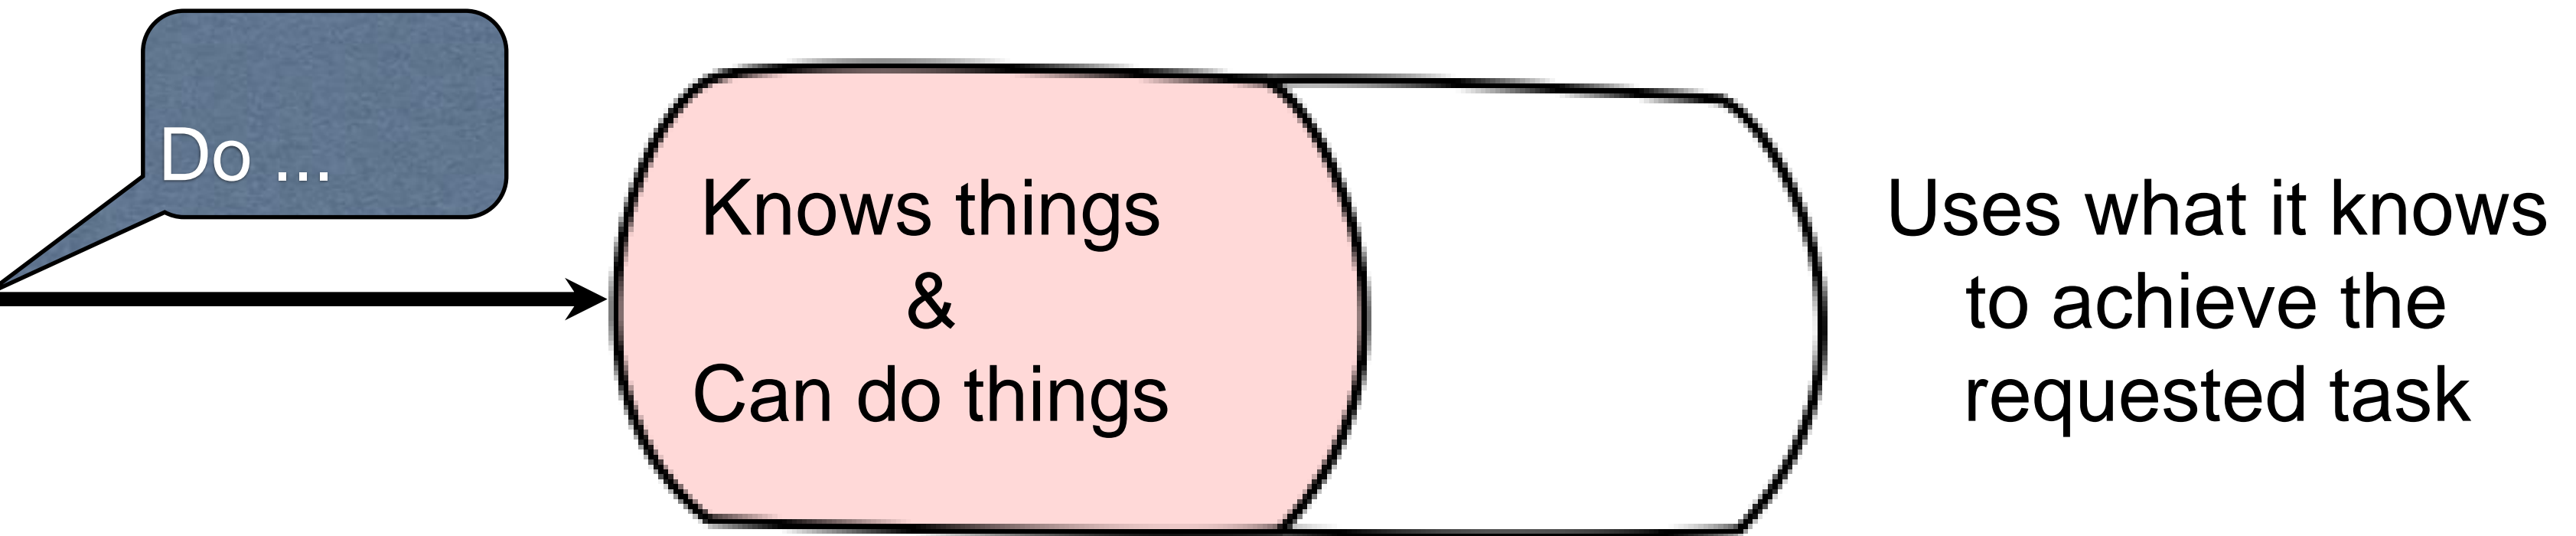 Do ...
Knows things
&
Can do things
Uses what it knows
to achieve the
requested task